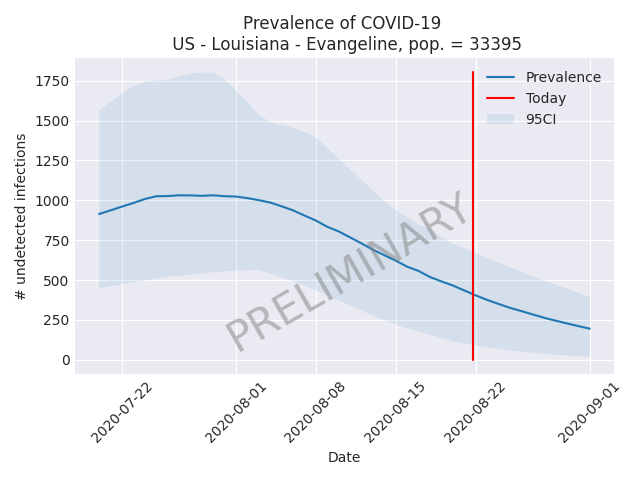 Prevalence of COVID-19
US - Louisiana - Evangeline, pop. = 33395
Prevalence
Today
95CI
PRELIMINARY
# undetected infections
1750
1500
1250
1000
750
500
250
0
2020-07-22
2020-08-01
2020-08-08
2020-08-15
2020-08-22
2020-09-01
Date